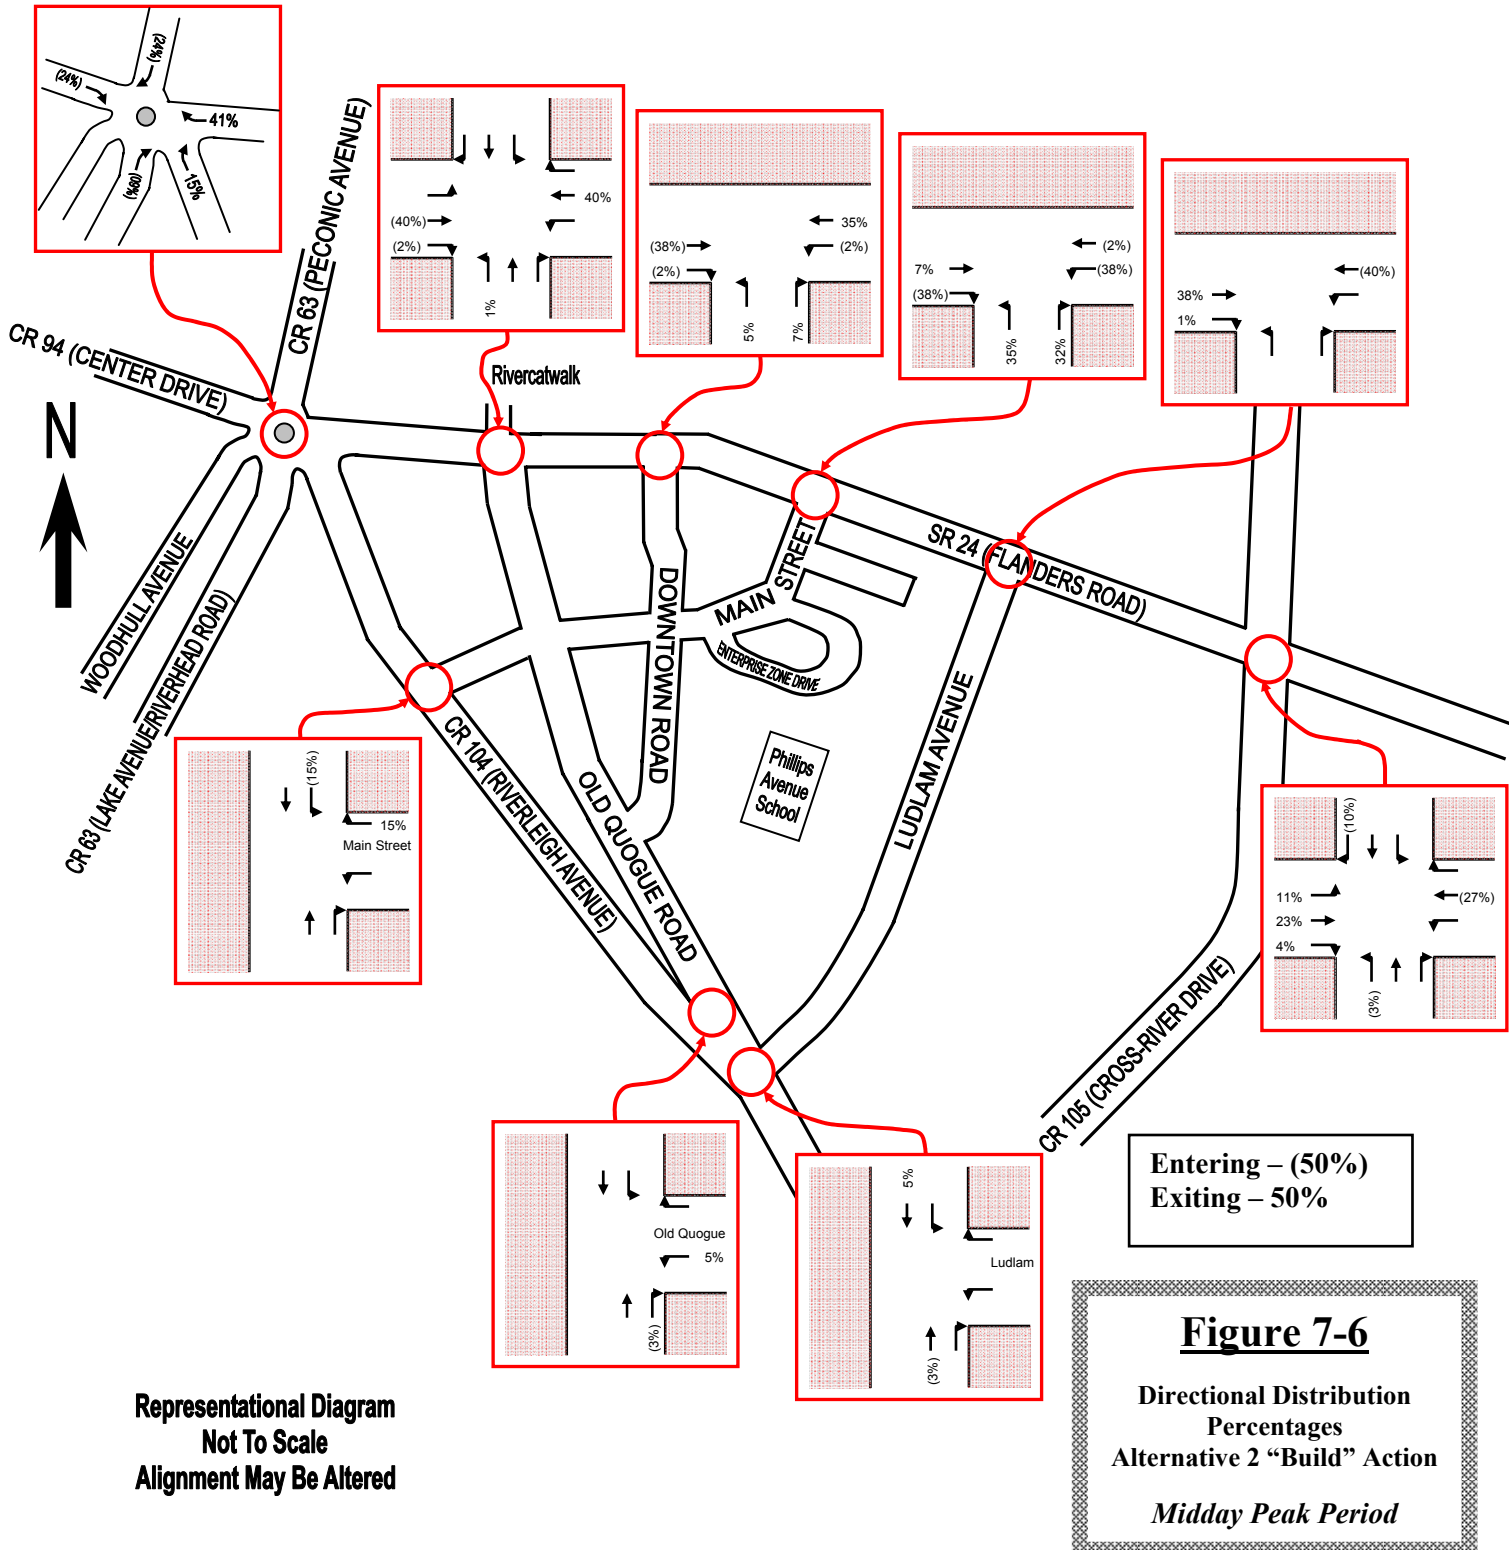 (24%)
(24%)
41%
(60%)
15%
CR 63 (PECONIC AVENUE)
(40%)
(2%)
40%
1%
(38%)
(2%)
35%
(2%)
5%
7%
7%
(38%)
(2%)
(38%)
35%
32%
38%
1%
(40%)
CR 94 (CENTER DRIVE)
N
Rivercatwalk
WOODHULL AVENUE
CR 63 (LAKE AVENUE/RIVERHEAD ROAD)
MAIN STREET
SR 24 (FLANDERS ROAD)
DOWNTOWN ROAD
ENTERPRISE ZONE DRIVE
CR 104 (RIVERLEIGH AVENUE)
OLD QUOGUE ROAD
Phillips
Avenue
School
LUDLAM AVENUE
CR 105 (CROSS-RIVER DRIVE)
(15%)
15%
Main Street
(10%)
11%
23%
4%
(27%)
(3%)
Old Quogue
5%
(3%)
5%
Ludlam
(3%)
Entering – (50%)
Exiting – 50%
Representational Diagram
Not To Scale
Alignment May Be Altered
Figure 7-6
Directional Distribution
Percentages
Alternative 2 “Build” Action
Midday Peak Period